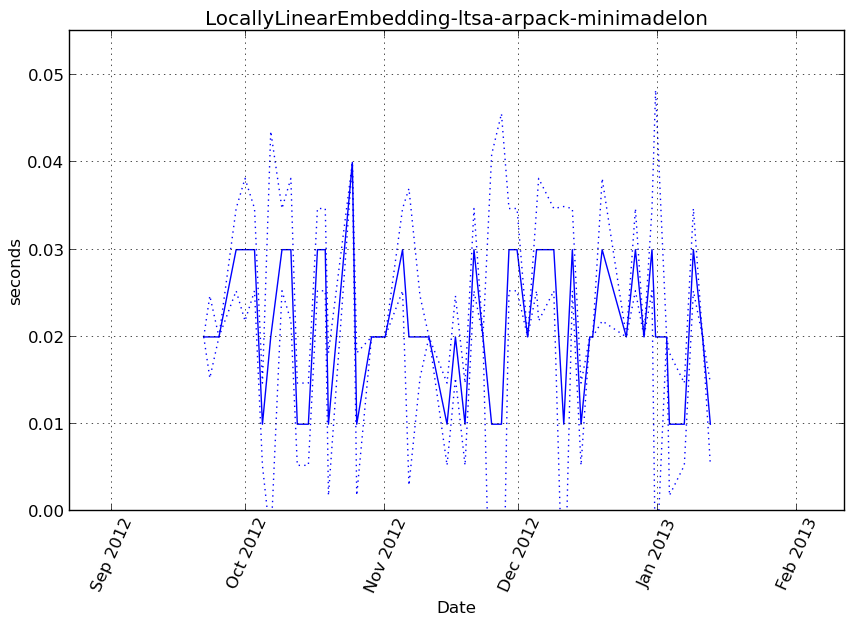 LocallyLinearEmbedding-ltsa-arpack-minimadelon
0.05
0.04
0.03
0.02
0.01
0.00
seconds
Sep 2012
Oct 2012
Nov 2012
Dec 2012
Jan 2013
Feb 2013
Date